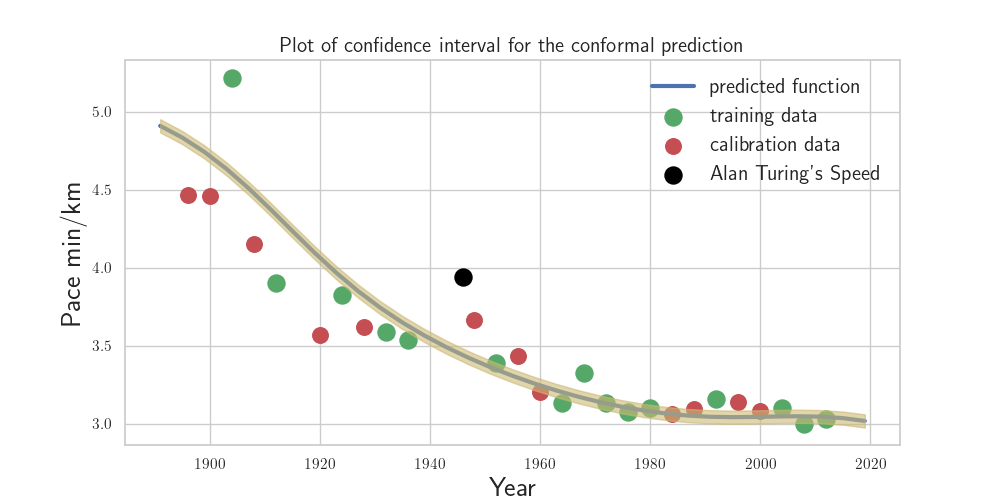 Plot of confidence interval for the conformal prediction
predicted function
training data
calibration data
Alan Turing's Speed
Pace min/km
5.0
4.5
4.0
3.5
3.0
1900 1920 1940 1960 1980 2000 2020
Year